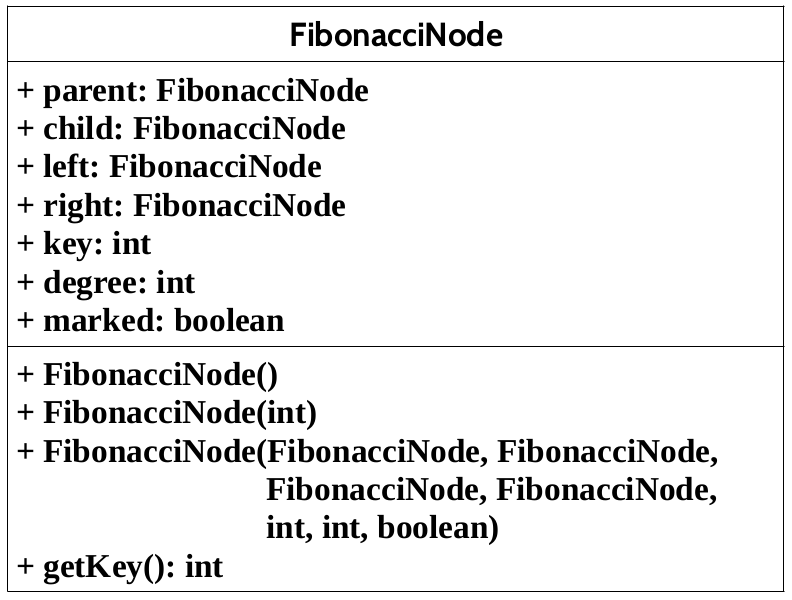 FibonacciNode
+ parent: FibonacciNode
+ child: FibonacciNode
+ left: FibonacciNode
+ right: FibonacciNode
+ key: int
+ degree: int
+ marked: boolean
+ FibonacciNode()
+ FibonacciNode(int)
+ FibonacciNode(FibonacciNode, FibonacciNode,
FibonacciNode, FibonacciNode,
int, int, boolean)
+ getKey(): int